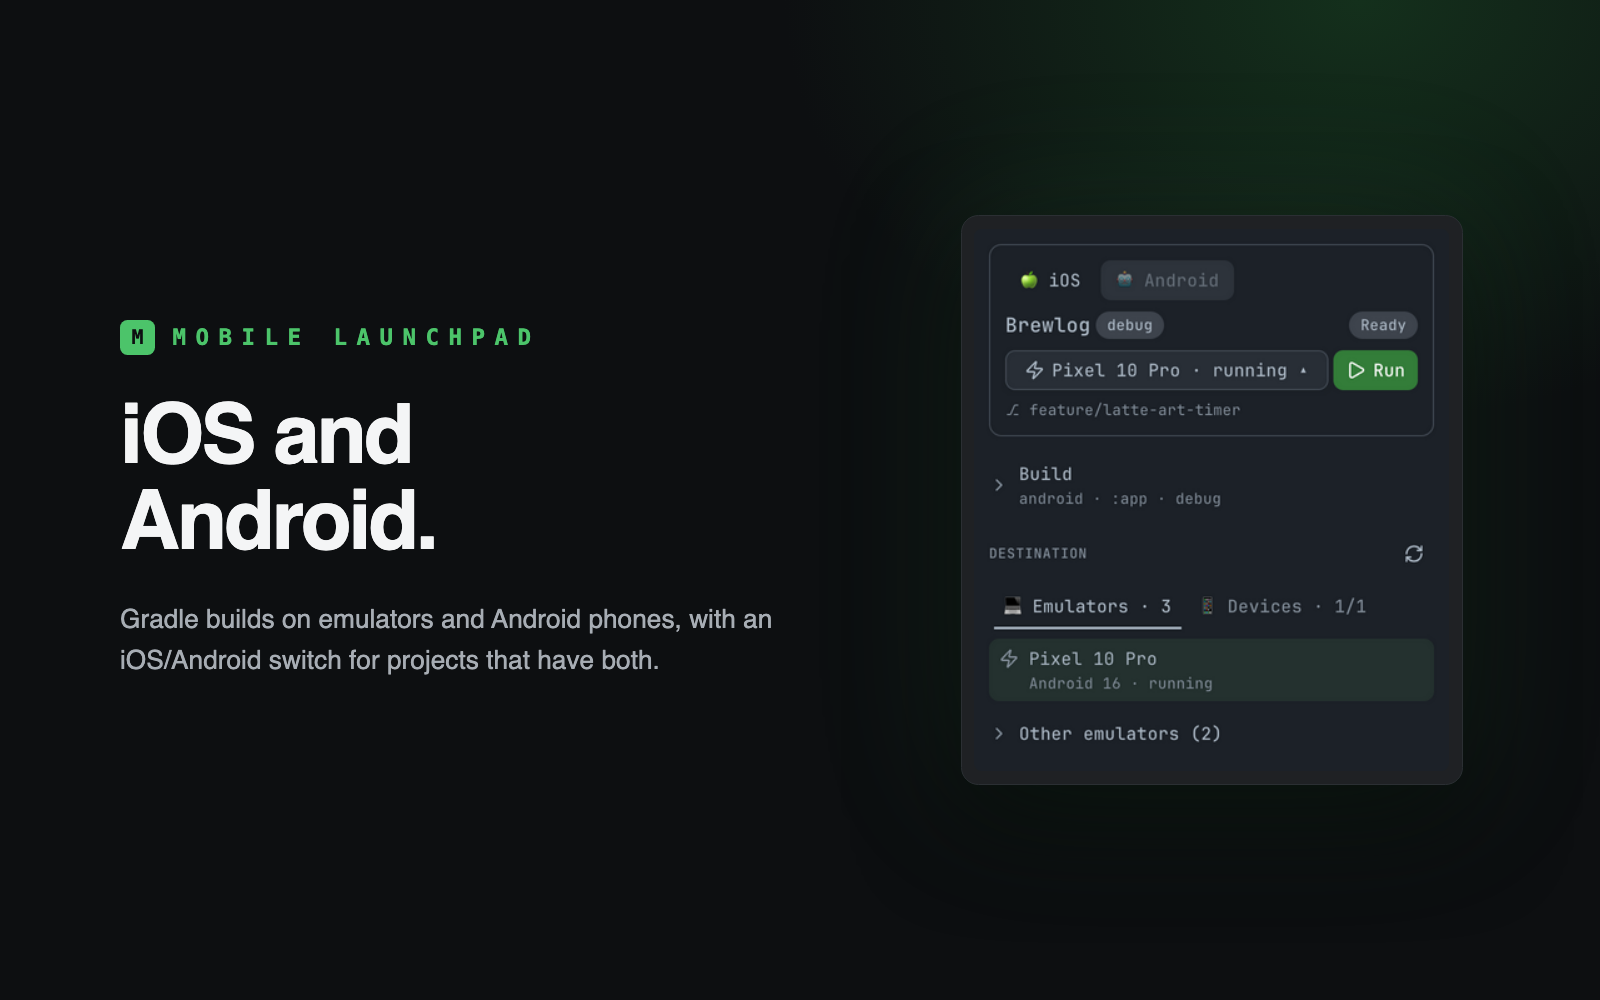 M MOBILE LAUNCHPAD
iOS and
Android.
Gradle builds on emulators and Android phones, with an
iOS/Android switch for projects that have both.
iOS Android
Brewlog debug Ready
Pixel 10 Pro · running Run
feature/latte-art-timer
Build
android · :app · debug
DESTINATION
Emulators · 3 Devices · 1/1
Pixel 10 Pro
Android 16 · running
Other emulators (2)